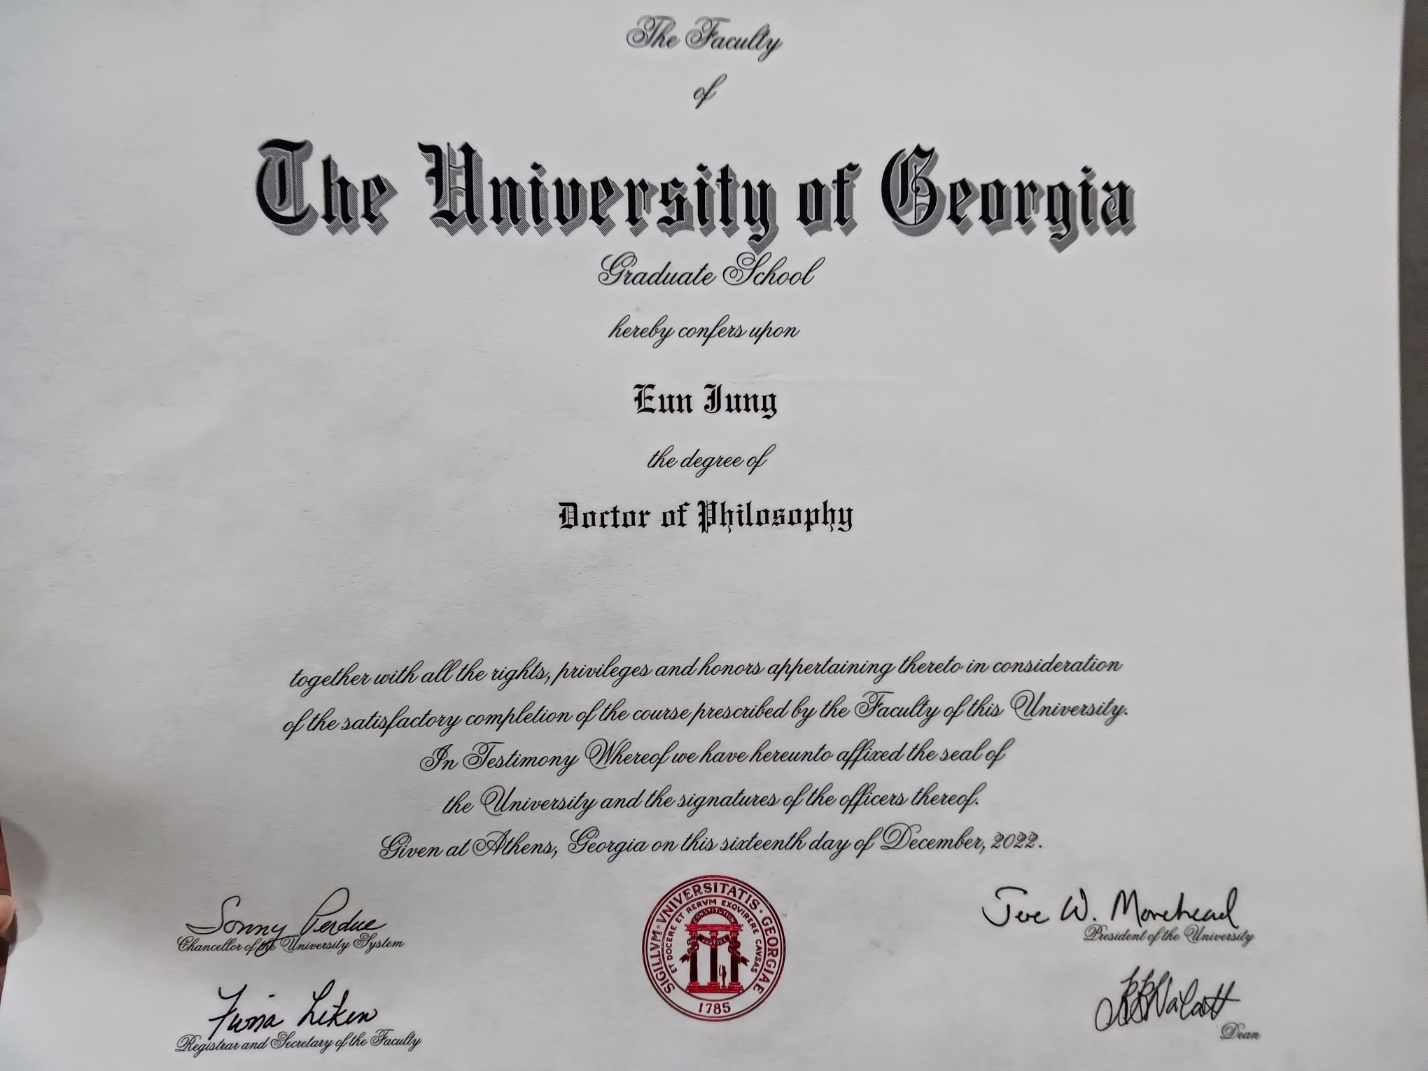 The Faculty
of
The University of Georgia
Graduate School
hereby confers upon
Eun Jung
the degree of
Doctor of Philosophy
together with all the rights, privileges and honors appertaining thereto in consideration
of the satisfactory completion of the course prescribed by the Faculty of this University.
In Testimony Whereof we have hereunto affixed the seal of
the University and the signatures of the officers thereof.
Given at Athens, Georgia on this sixteenth day of December, 2022.
Sonny Perdue
Chancellor of the University System
Jere W. Morehead
President of the University
SIGILLVM · VNIVERSITATIS · GEORGIAE
ET DOCERE ET RERVM EXQVIRERE CAVSAS
CONSTITUTION
1785
Fiona Liken
Registrar and Secretary of the Faculty
Dean